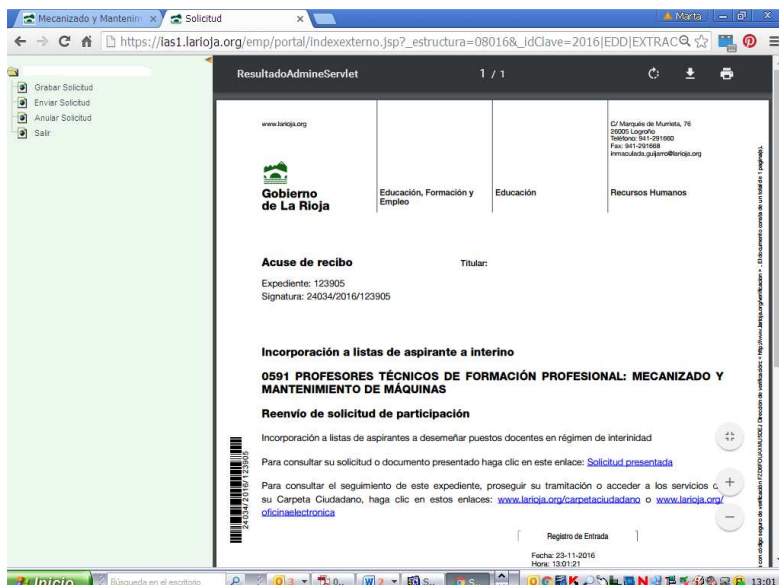 Mecanizado y Mantenim
Solicitud
Marta
https://ias1.larioja.org/emp/portal/indexexterno.jsp?_estructura=08016&_idClave=2016|EDD|EXTRAC
Grabar Solicitud
Enviar Solicitud
Anular Solicitud
Salir
ResultadoAdmineServlet
1 / 1
www.larioja.org
C/ Marqués de Murrieta, 76
26005 Logroño
Teléfono: 941-291660
Fax: 941-291668
inmaculada.guijarro@larioja.org
Gobierno
de La Rioja
Educación, Formación y
Empleo
Educación
Recursos Humanos
Acuse de recibo
Titular:
Expediente: 123905
Signatura: 24034/2016/123905
Incorporación a listas de aspirante a interino
0591 PROFESORES TÉCNICOS DE FORMACIÓN PROFESIONAL: MECANIZADO Y
MANTENIMIENTO DE MÁQUINAS
Reenvío de solicitud de participación
Incorporación a listas de aspirantes a desemeñar puestos docentes en régimen de interinidad
Para consultar su solicitud o documento presentado haga clic en este enlace: Solicitud presentada
Para consultar el seguimiento de este expediente, proseguir su tramitación o acceder a los servicios
su Carpeta Ciudadano, haga clic en estos enlaces: www.larioja.org/carpetaciudadano o www.larioja.org/
oficinaelectronica
24034/2016/123905
Registro de Entrada
Fecha: 23-11-2016
Hora: 13:01:21
Inicio
Búsqueda en el escritorio
13:01